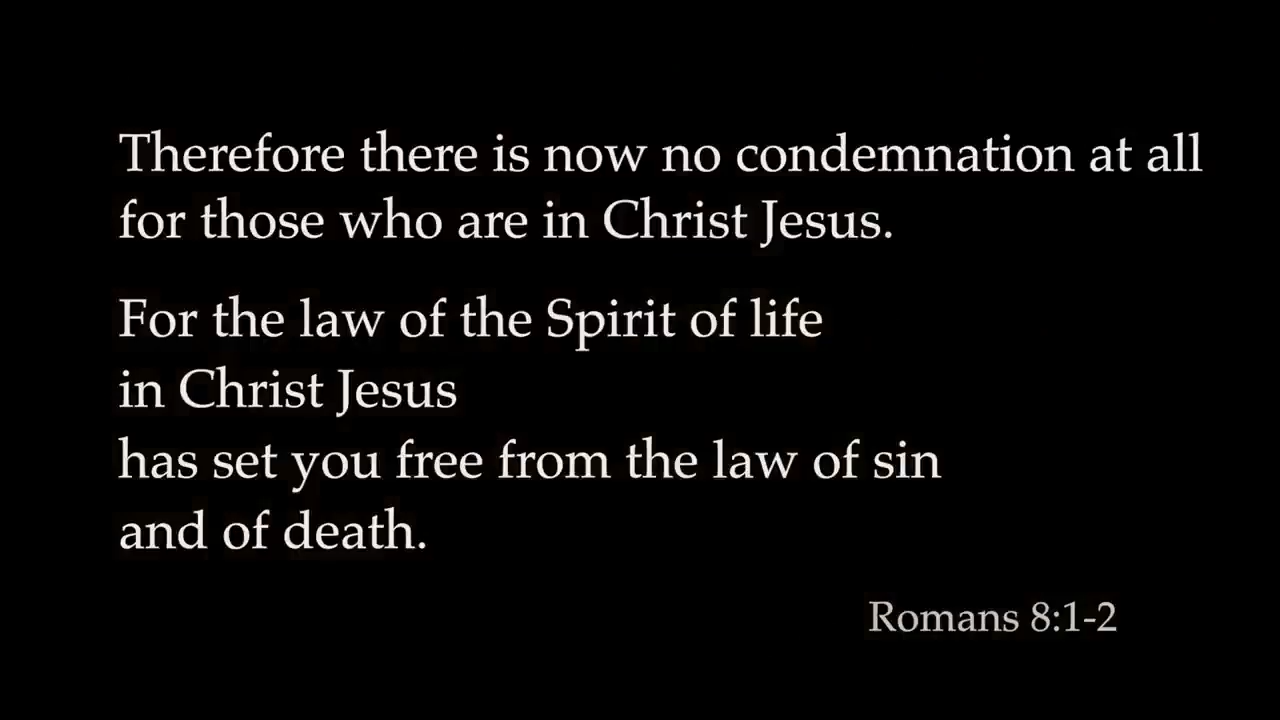 Therefore there is now no condemnation at all
for those who are in Christ Jesus.
For the law of the Spirit of life
in Christ Jesus
has set you free from the law of sin
and of death.
Romans 8:1-2